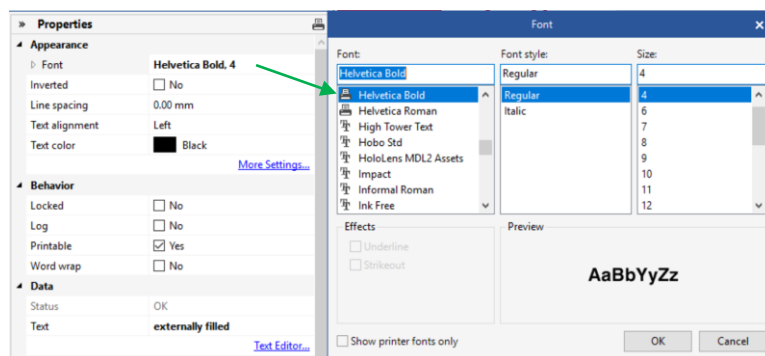 » Properties
Appearance
Font Helvetica Bold, 4
Inverted No
Line spacing 0.00 mm
Text alignment Left
Text color Black
More Settings...
Behavior
Locked No
Log No
Printable Yes
Word wrap No
Data
Status OK
Text externally filled
Text Editor...
Font
Font: Font style: Size:
Helvetica Bold Regular 4
Helvetica Bold Regular 4
Helvetica Roman Italic 6
High Tower Text 7
Hobo Std 8
HoloLens MDL2 Assets 9
Impact 10
Informal Roman 11
Ink Free 12
Effects Preview
Underline
Strikeout
AaBbYyZz
Show printer fonts only OK Cancel